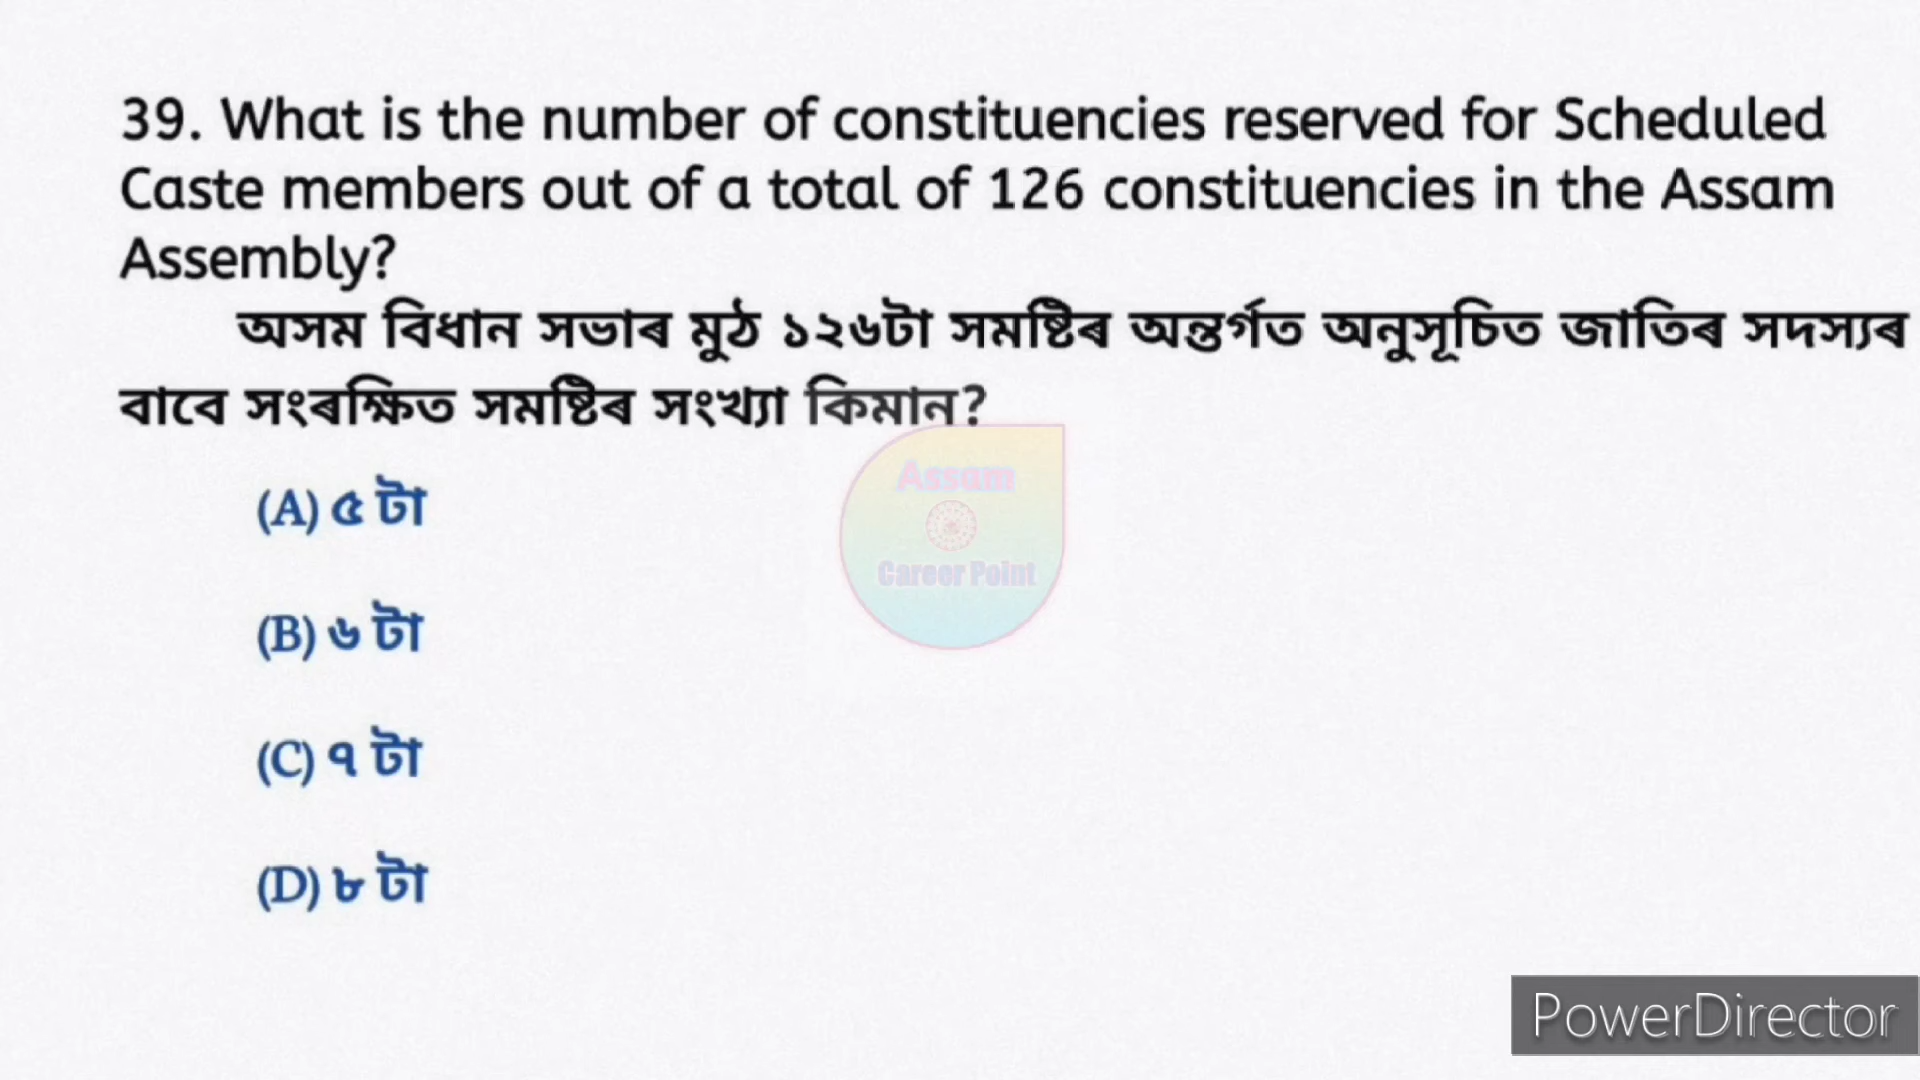 39. What is the number of constituencies reserved for Scheduled
Caste members out of a total of 126 constituencies in the Assam
Assembly?
অসম বিধান সভাৰ মুঠ ১২৬টা সমষ্টিৰ অন্তৰ্গত অনুসূচিত জাতিৰ সদস্যৰ
বাবে সংৰক্ষিত সমষ্টিৰ সংখ্যা কিমান?
Assam
Career Point
(A) ৫ টা
(B) ৬ টা
(C) ৭ টা
(D) ৮ টা
PowerDirector